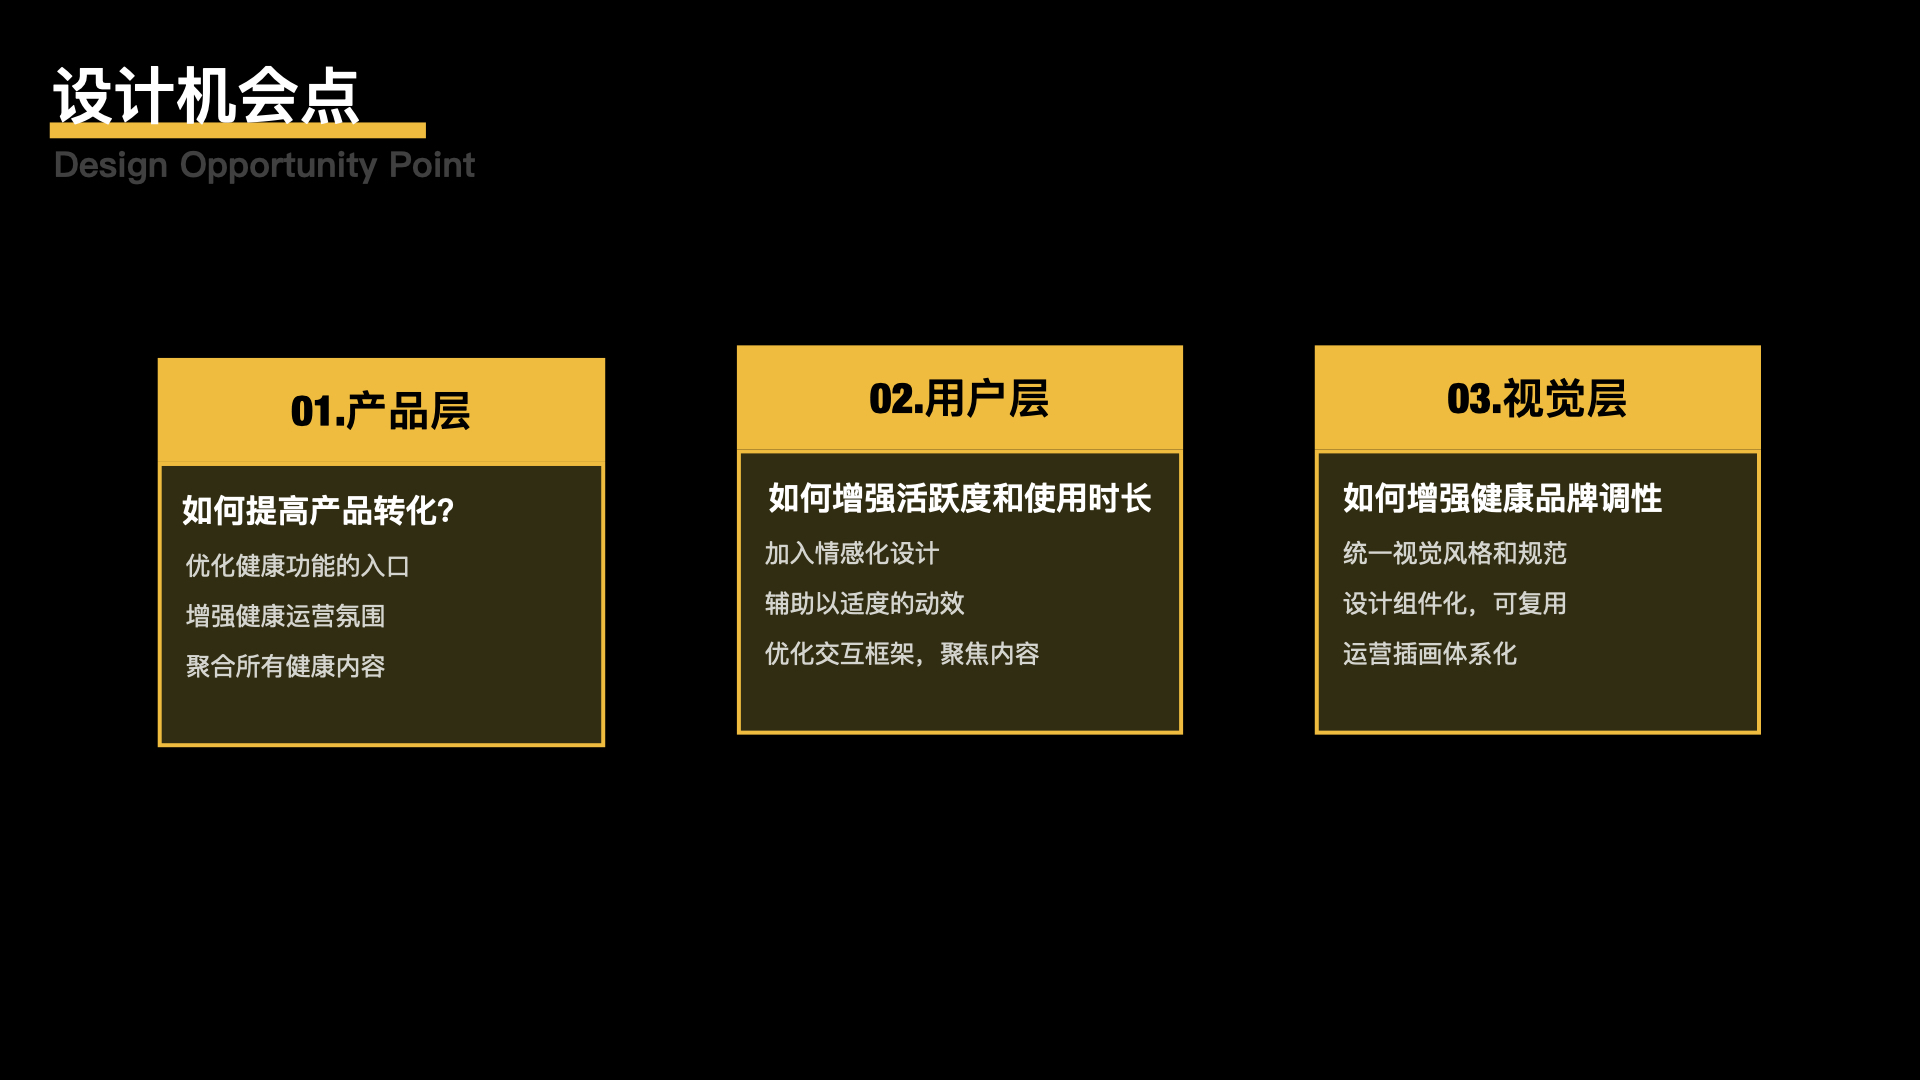 设计机会点
Design Opportunity Point
01.产品层
如何提高产品转化?
优化健康功能的入口
增强健康运营氛围
聚合所有健康内容
02.用户层
如何增强活跃度和使用时长
加入情感化设计
辅助以适度的动效
优化交互框架，聚焦内容
03.视觉层
如何增强健康品牌调性
统一视觉风格和规范
设计组件化，可复用
运营插画体系化